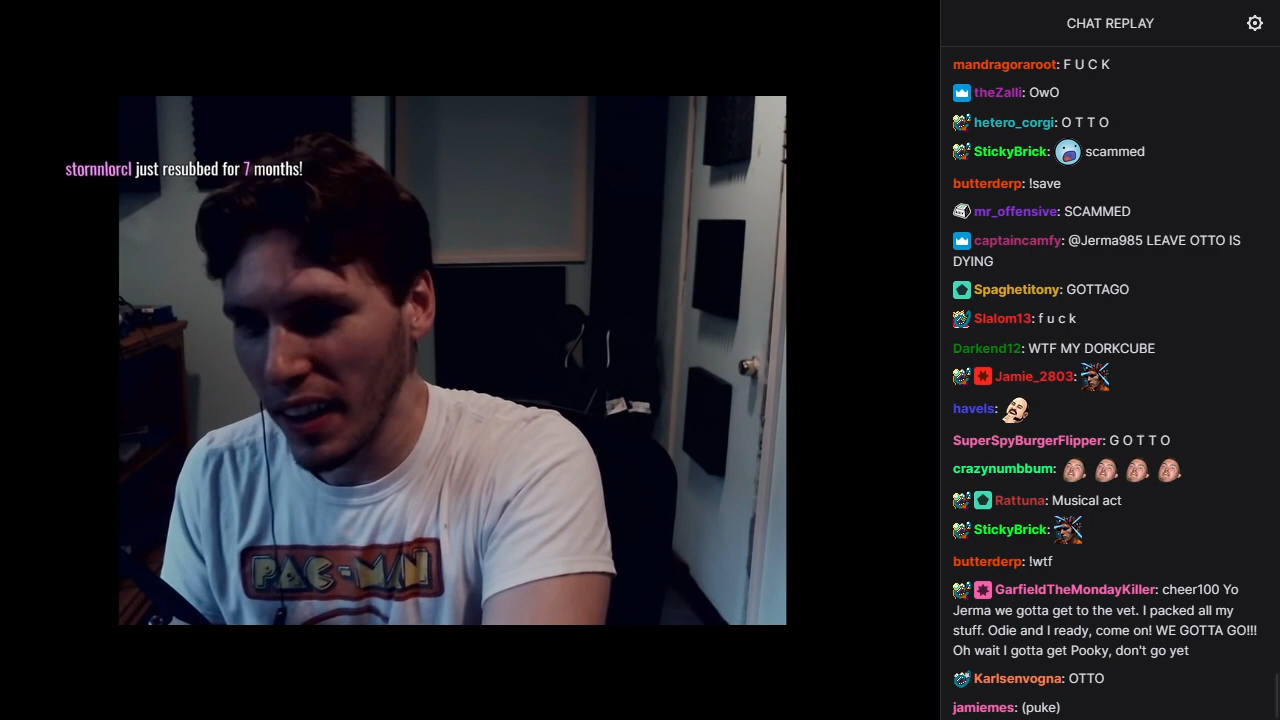 CHAT REPLAY
mandragoraroot: F U C K
theZalli: OwO
hetero_corgi: O T T O
StickyBrick: scammed
butterderp: !save
mr_offensive: SCAMMED
captaincamfy: @Jerma985 LEAVE OTTO IS
DYING
Spaghetitony: GOTTAGO
Slalom13: f u c k
Darkend12: WTF MY DORKCUBE
Jamie_2803:
havels:
SuperSpyBurgerFlipper: G O T T O
crazynumbbum:
Rattuna: Musical act
StickyBrick:
butterderp: !wtf
GarfieldTheMondayKiller: cheer100 Yo
Jerma we gotta get to the vet. I packed all my
stuff. Odie and I ready, come on! WE GOTTA GO!!!
Oh wait I gotta get Pooky, don't go yet
Karlsenvogna: OTTO
jamiemes: (puke)
stornnlorcl just resubbed for 7 months!
PAC-MAN